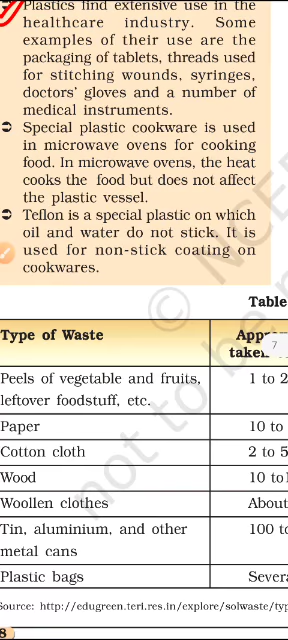 Plastics find extensive use in the
healthcare industry. Some
examples of their use are the
packaging of tablets, threads used
for stitching wounds, syringes,
doctors' gloves and a number of
medical instruments.
➲ Special plastic cookware is used
in microwave ovens for cooking
food. In microwave ovens, the heat
cooks the food but does not affect
the plastic vessel.
➲ Teflon is a special plastic on which
oil and water do not stick. It is
used for non-stick coating on
cookwares.
Table
Type of Waste
7
Peels of vegetable and fruits, 1 to 2
leftover foodstuff, etc.
Paper 10 to
Cotton cloth 2 to 5
Wood 10 to
Woollen clothes About
Tin, aluminium, and other 100
metal cans
Plastic bags
Source: http://edugreen.teri.res.in/explore/solwaste/
8
© NCE
not to be